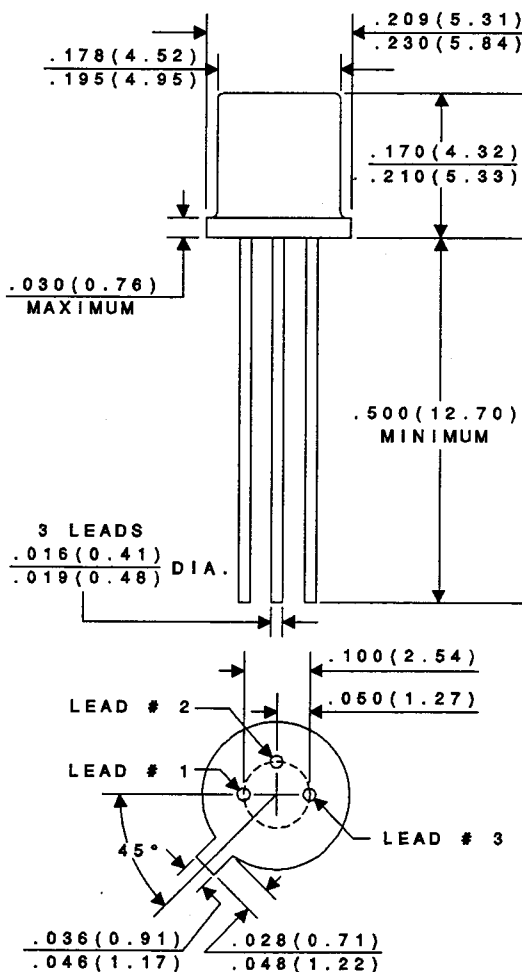 .209(5.31)
.230(5.84)
.178(4.52)
.195(4.95)
.170(4.32)
.210(5.33)
.030(0.76)
MAXIMUM
.500(12.70)
MINIMUM
3 LEADS
.016(0.41)
.019(0.48) DIA.
.100(2.54)
.050(1.27)
LEAD # 2
LEAD # 1
LEAD # 3
45°
.036(0.91)
.046(1.17)
.028(0.71)
.048(1.22)